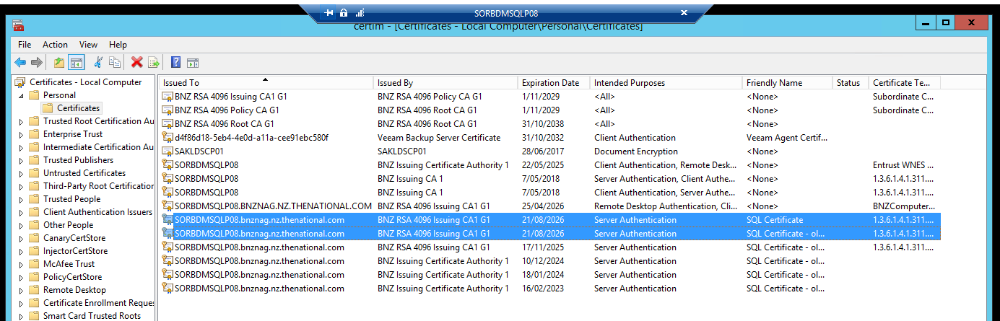 SORBDMSQLP08
certlm - [Certificates - Local Computer\Personal\Certificates]
File Action View Help
Certificates - Local Computer
Personal
Certificates
Trusted Root Certification Au
Enterprise Trust
Intermediate Certification Au
Trusted Publishers
Untrusted Certificates
Third-Party Root Certification
Trusted People
Client Authentication Issuers
Other People
CanaryCertStore
InjectorCertStore
McAfee Trust
PolicyCertStore
Remote Desktop
Certificate Enrollment Reques
Smart Card Trusted Roots
Issued To Issued By Expiration Date Intended Purposes Friendly Name Status Certificate Te...
BNZ RSA 4096 Issuing CA1 G1 BNZ RSA 4096 Policy CA G1 1/11/2029 <All> <None> Subordinate C...
BNZ RSA 4096 Policy CA G1 BNZ RSA 4096 Root CA G1 1/11/2029 <All> <None> Subordinate C...
BNZ RSA 4096 Root CA G1 BNZ RSA 4096 Root CA G1 31/10/2038 <All> <None>
d4f86d18-5eb4-4e0d-a11a-cee91ebc580f Veeam Backup Server Certificate 31/10/2032 Client Authentication Veeam Agent Certif...
SAKLDSCP01 SAKLDSCP01 28/06/2017 Document Encryption <None>
SORBDMSQLP08 BNZ Issuing Certificate Authority 1 22/05/2025 Client Authentication, Remote Desk... <None> Entrust WNES ...
SORBDMSQLP08 BNZ Issuing CA 1 7/05/2018 Server Authentication, Client Authe... <None> 1.3.6.1.4.1.311....
SORBDMSQLP08 BNZ Issuing CA 1 7/05/2018 Client Authentication, Server Authe... <None> 1.3.6.1.4.1.311....
SORBDMSQLP08.BNZNAG.NZ.THENATIONAL.COM BNZ RSA 4096 Issuing CA1 G1 25/04/2026 Remote Desktop Authentication, Cli... <None> BNZComputer...
SORBDMSQLP08.bnznag.nz.thenational.com BNZ RSA 4096 Issuing CA1 G1 21/08/2026 Server Authentication SQL Certificate 1.3.6.1.4.1.311....
SORBDMSQLP08.bnznag.nz.thenational.com BNZ RSA 4096 Issuing CA1 G1 21/08/2026 Server Authentication SQL Certificate - ol... 1.3.6.1.4.1.311....
SORBDMSQLP08.bnznag.nz.thenational.com BNZ RSA 4096 Issuing CA1 G1 17/11/2025 Server Authentication SQL Certificate - ol... 1.3.6.1.4.1.311....
SORBDMSQLP08.bnznag.nz.thenational.com BNZ Issuing Certificate Authority 1 10/12/2024 Server Authentication SQL Certificate - ol...
SORBDMSQLP08.bnznag.nz.thenational.com BNZ Issuing Certificate Authority 1 18/01/2024 Server Authentication SQL Certificate - ol...
SORBDMSQLP08.bnznag.nz.thenational.com BNZ Issuing Certificate Authority 1 16/02/2023 Server Authentication SQL Certificate - ol...